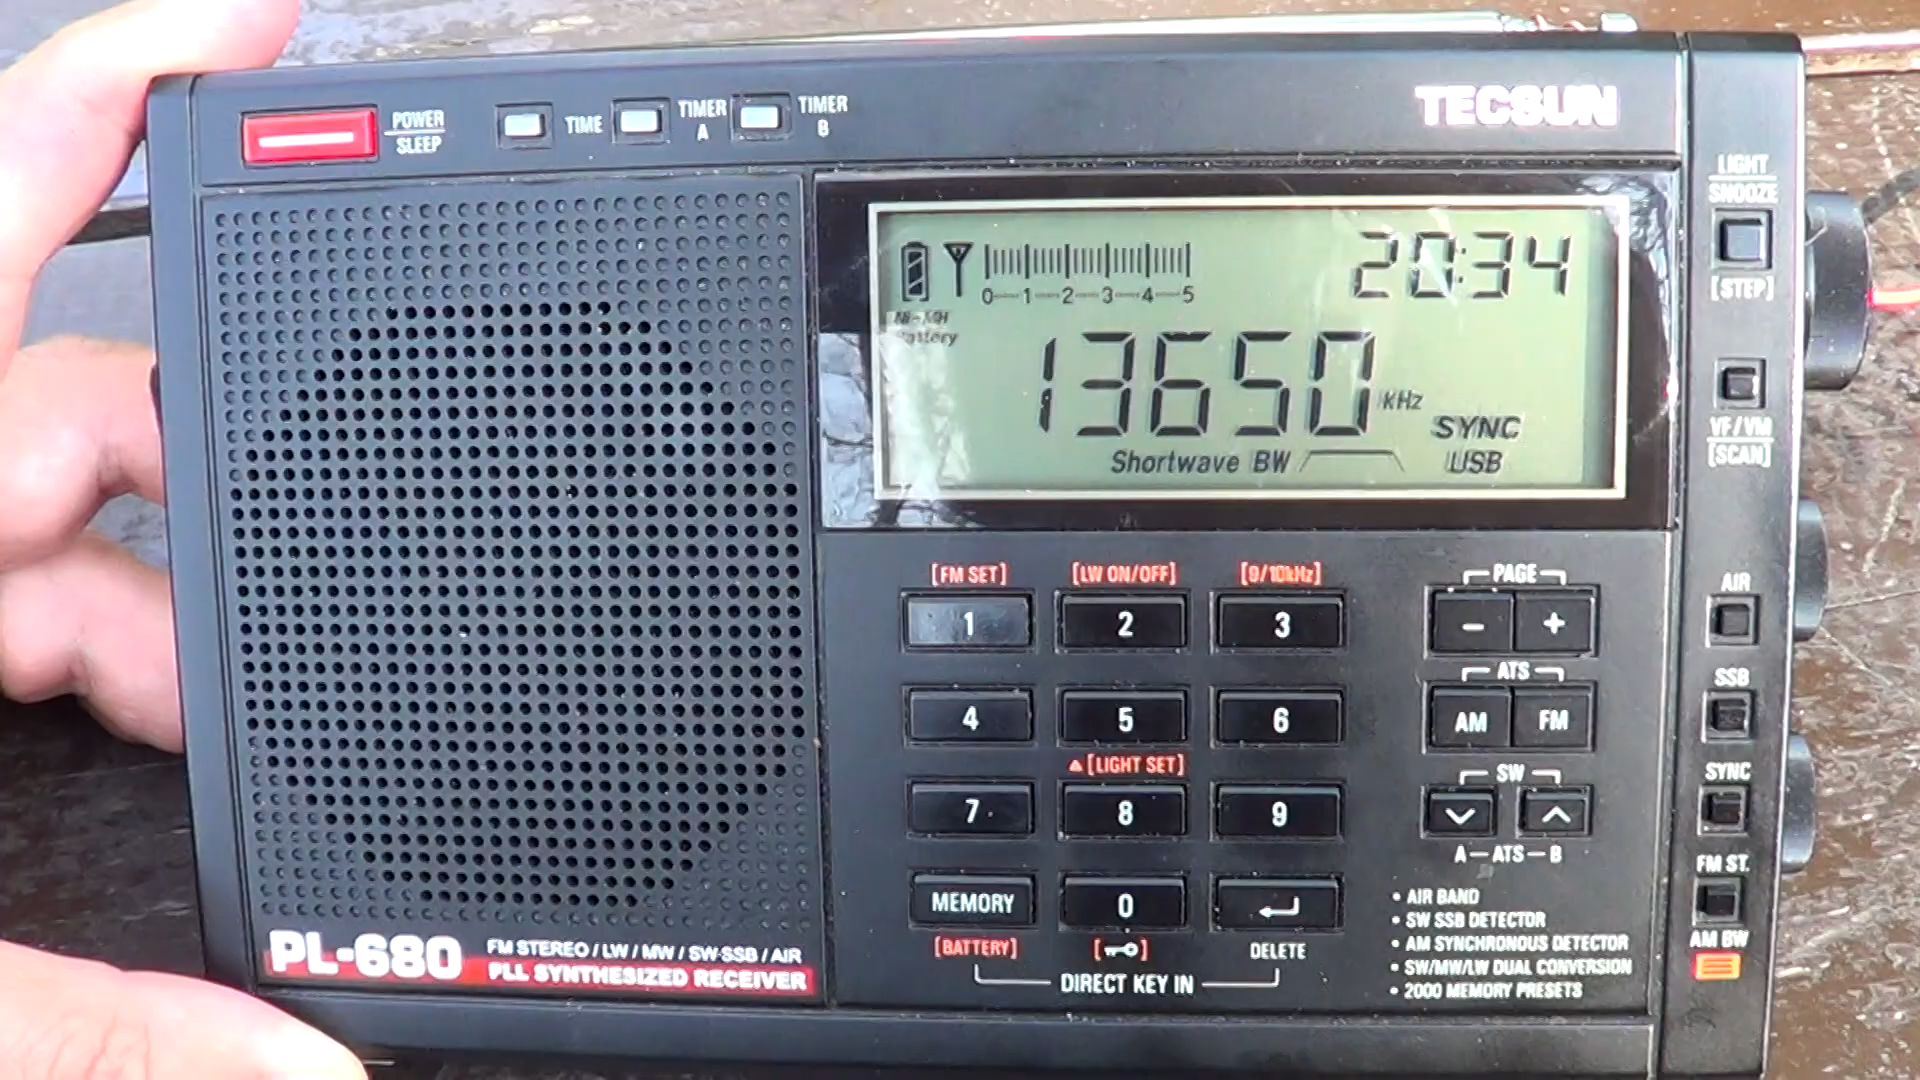 POWER
SLEEP
TIME
TIMER
A
TIMER
B
TECSUN
LIGHT
SNOOZE
[STEP]
20:34
0 1 2 3 4 5
Ni-MH
Battery
13650 kHz
SYNC
Shortwave BW
USB
VF/VM
[SCAN]
[FM SET] [LW ON/OFF] [9/10kHz]
PAGE
1 2 3 - +
AIR
ATS
SSB
4 5 6 AM FM
[LIGHT SET]
SW
SYNC
7 8 9
A-ATS-B
FM ST.
MEMORY 0
AM BW
[BATTERY] DELETE
DIRECT KEY IN
• AIR BAND
• SW SSB DETECTOR
• AM SYNCHRONOUS DETECTOR
• SW/MW/LW DUAL CONVERSION
• 2000 MEMORY PRESETS
PL-680
FM STEREO / LW / MW / SW-SSB / AIR
PLL SYNTHESIZED RECEIVER